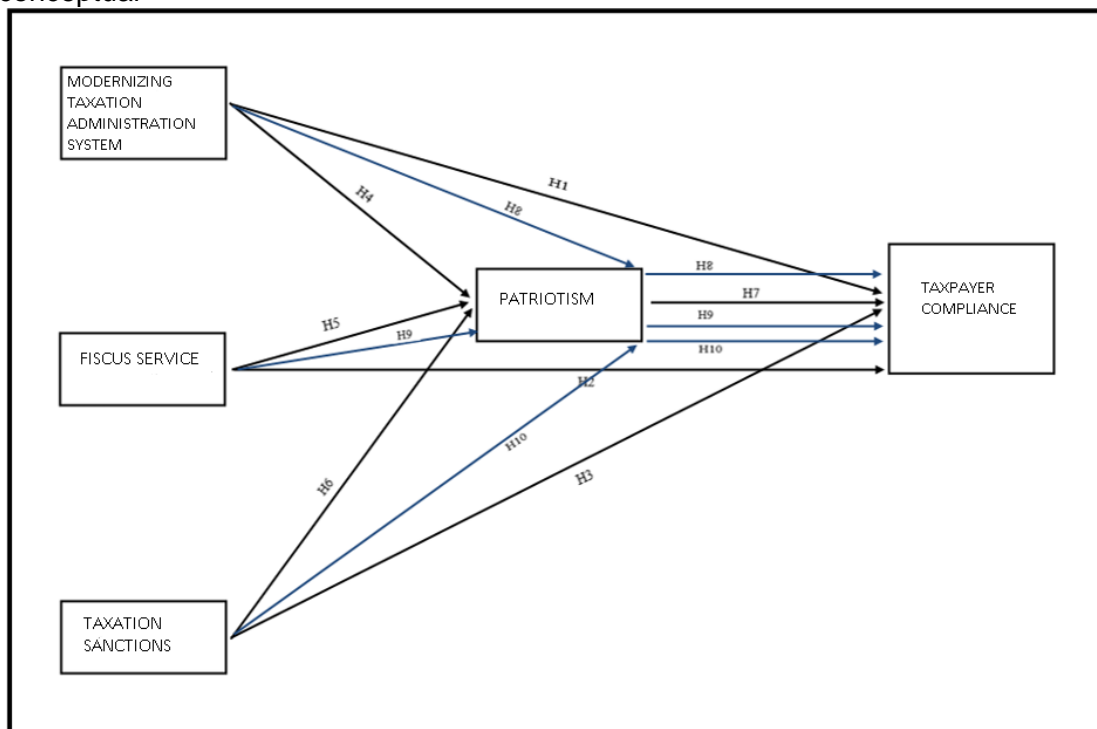 conceptual
MODERNIZING
TAXATION
ADMINISTRATION
SYSTEM
H1
H4
H8
PATRIOTISM
H8
H7
H9
H10
TAXPAYER
COMPLIANCE
H5
H9
FISCUS SERVICE
H2
H10
H6
H3
TAXATION
SANCTIONS